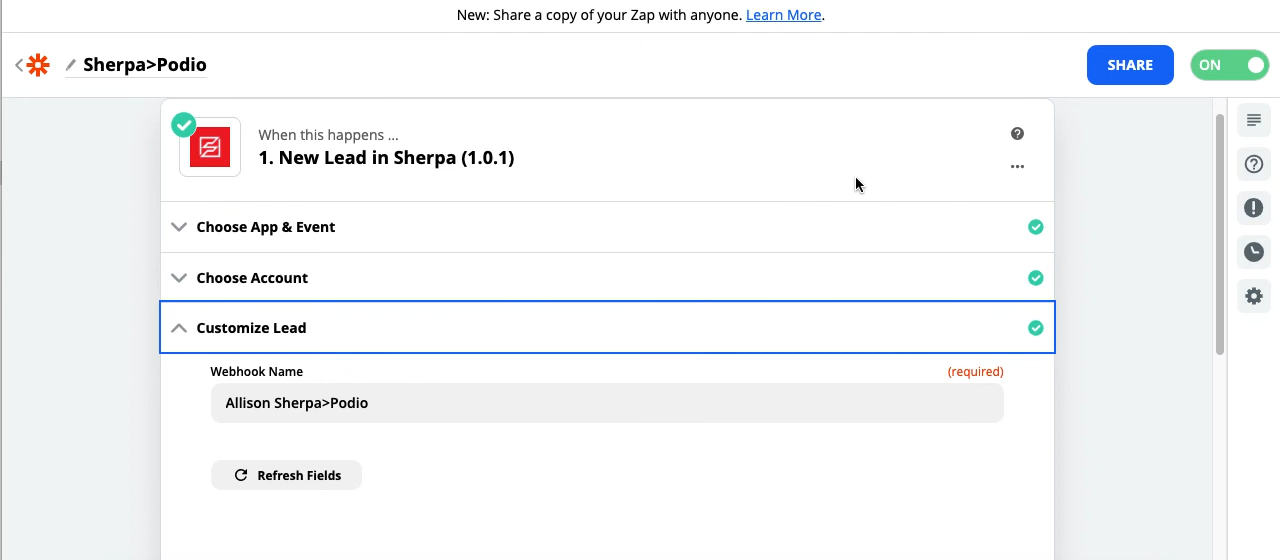 New: Share a copy of your Zap with anyone. Learn More.
Sherpa>Podio
SHARE
ON
When this happens ...
1. New Lead in Sherpa (1.0.1)
Choose App & Event
Choose Account
Customize Lead
Webhook Name
(required)
Allison Sherpa>Podio
Refresh Fields